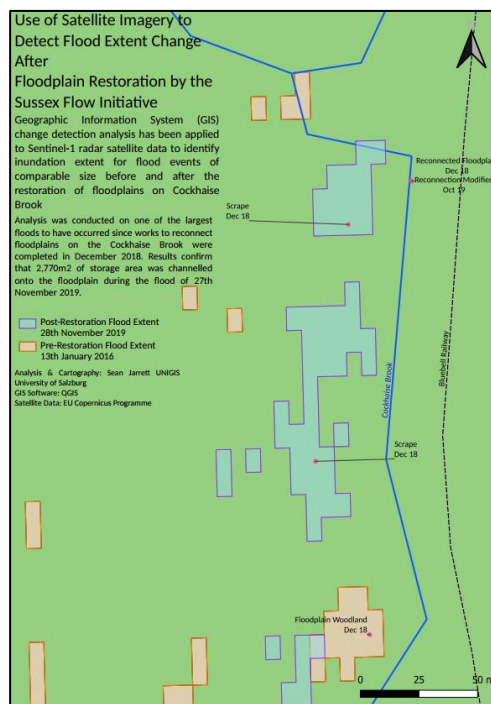 Use of Satellite Imagery to
Detect Flood Extent Change
After
Floodplain Restoration by the
Sussex Flow Initiative
Geographic Information System (GIS)
change detection analysis has been applied
to Sentinel-1 radar satellite data to identify
inundation extent for flood events of
comparable size before and after the
restoration of floodplains on Cockhaise
Brook
Analysis was conducted on one of the largest
floods to have occurred since works to reconnect
floodplains on the Cockhaise Brook were
completed in December 2018. Results confirm
that 2,770m2 of storage area was channelled
onto the floodplain during the flood of 27th
November 2019.
Post-Restoration Flood Extent
28th November 2019
Pre-Restoration Flood Extent
13th January 2016
Analysis & Cartography: Sean Jarrett UNIGIS
University of Salzburg
GIS Software: QGIS
Satellite Data: EU Copernicus Programme
Reconnected Floodpla
Dec 18
Reconnection Modifie
Oct 19
Scrape
Dec 18
Bluebell Railway
Cockhaise Brook
Scrape
Dec 18
Floodplain Woodland
Dec 18
0 25 50 m